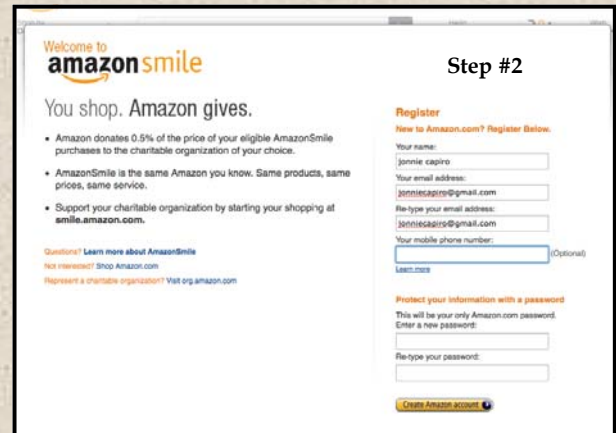 Welcome to
amazonsmile
Step #2
You shop. Amazon gives.
• Amazon donates 0.5% of the price of your eligible AmazonSmile
purchases to the charitable organization of your choice.
• AmazonSmile is the same Amazon you know. Same products, same
prices, same service.
• Support your charitable organization by starting your shopping at
smile.amazon.com.
Questions? Learn more about AmazonSmile
Not interested? Shop Amazon.com
Represent a charitable organization? Visit org.amazon.com
Register
New to Amazon.com? Register Below.
Your name:
jonnie capiro
Your email address:
jonniecapiro@gmail.com
Re-type your email address:
jonniecapiro@gmail.com
Your mobile phone number:
(Optional)
Learn more
Protect your information with a password
This will be your only Amazon.com password.
Enter a new password:
Re-type your password:
Create Amazon account